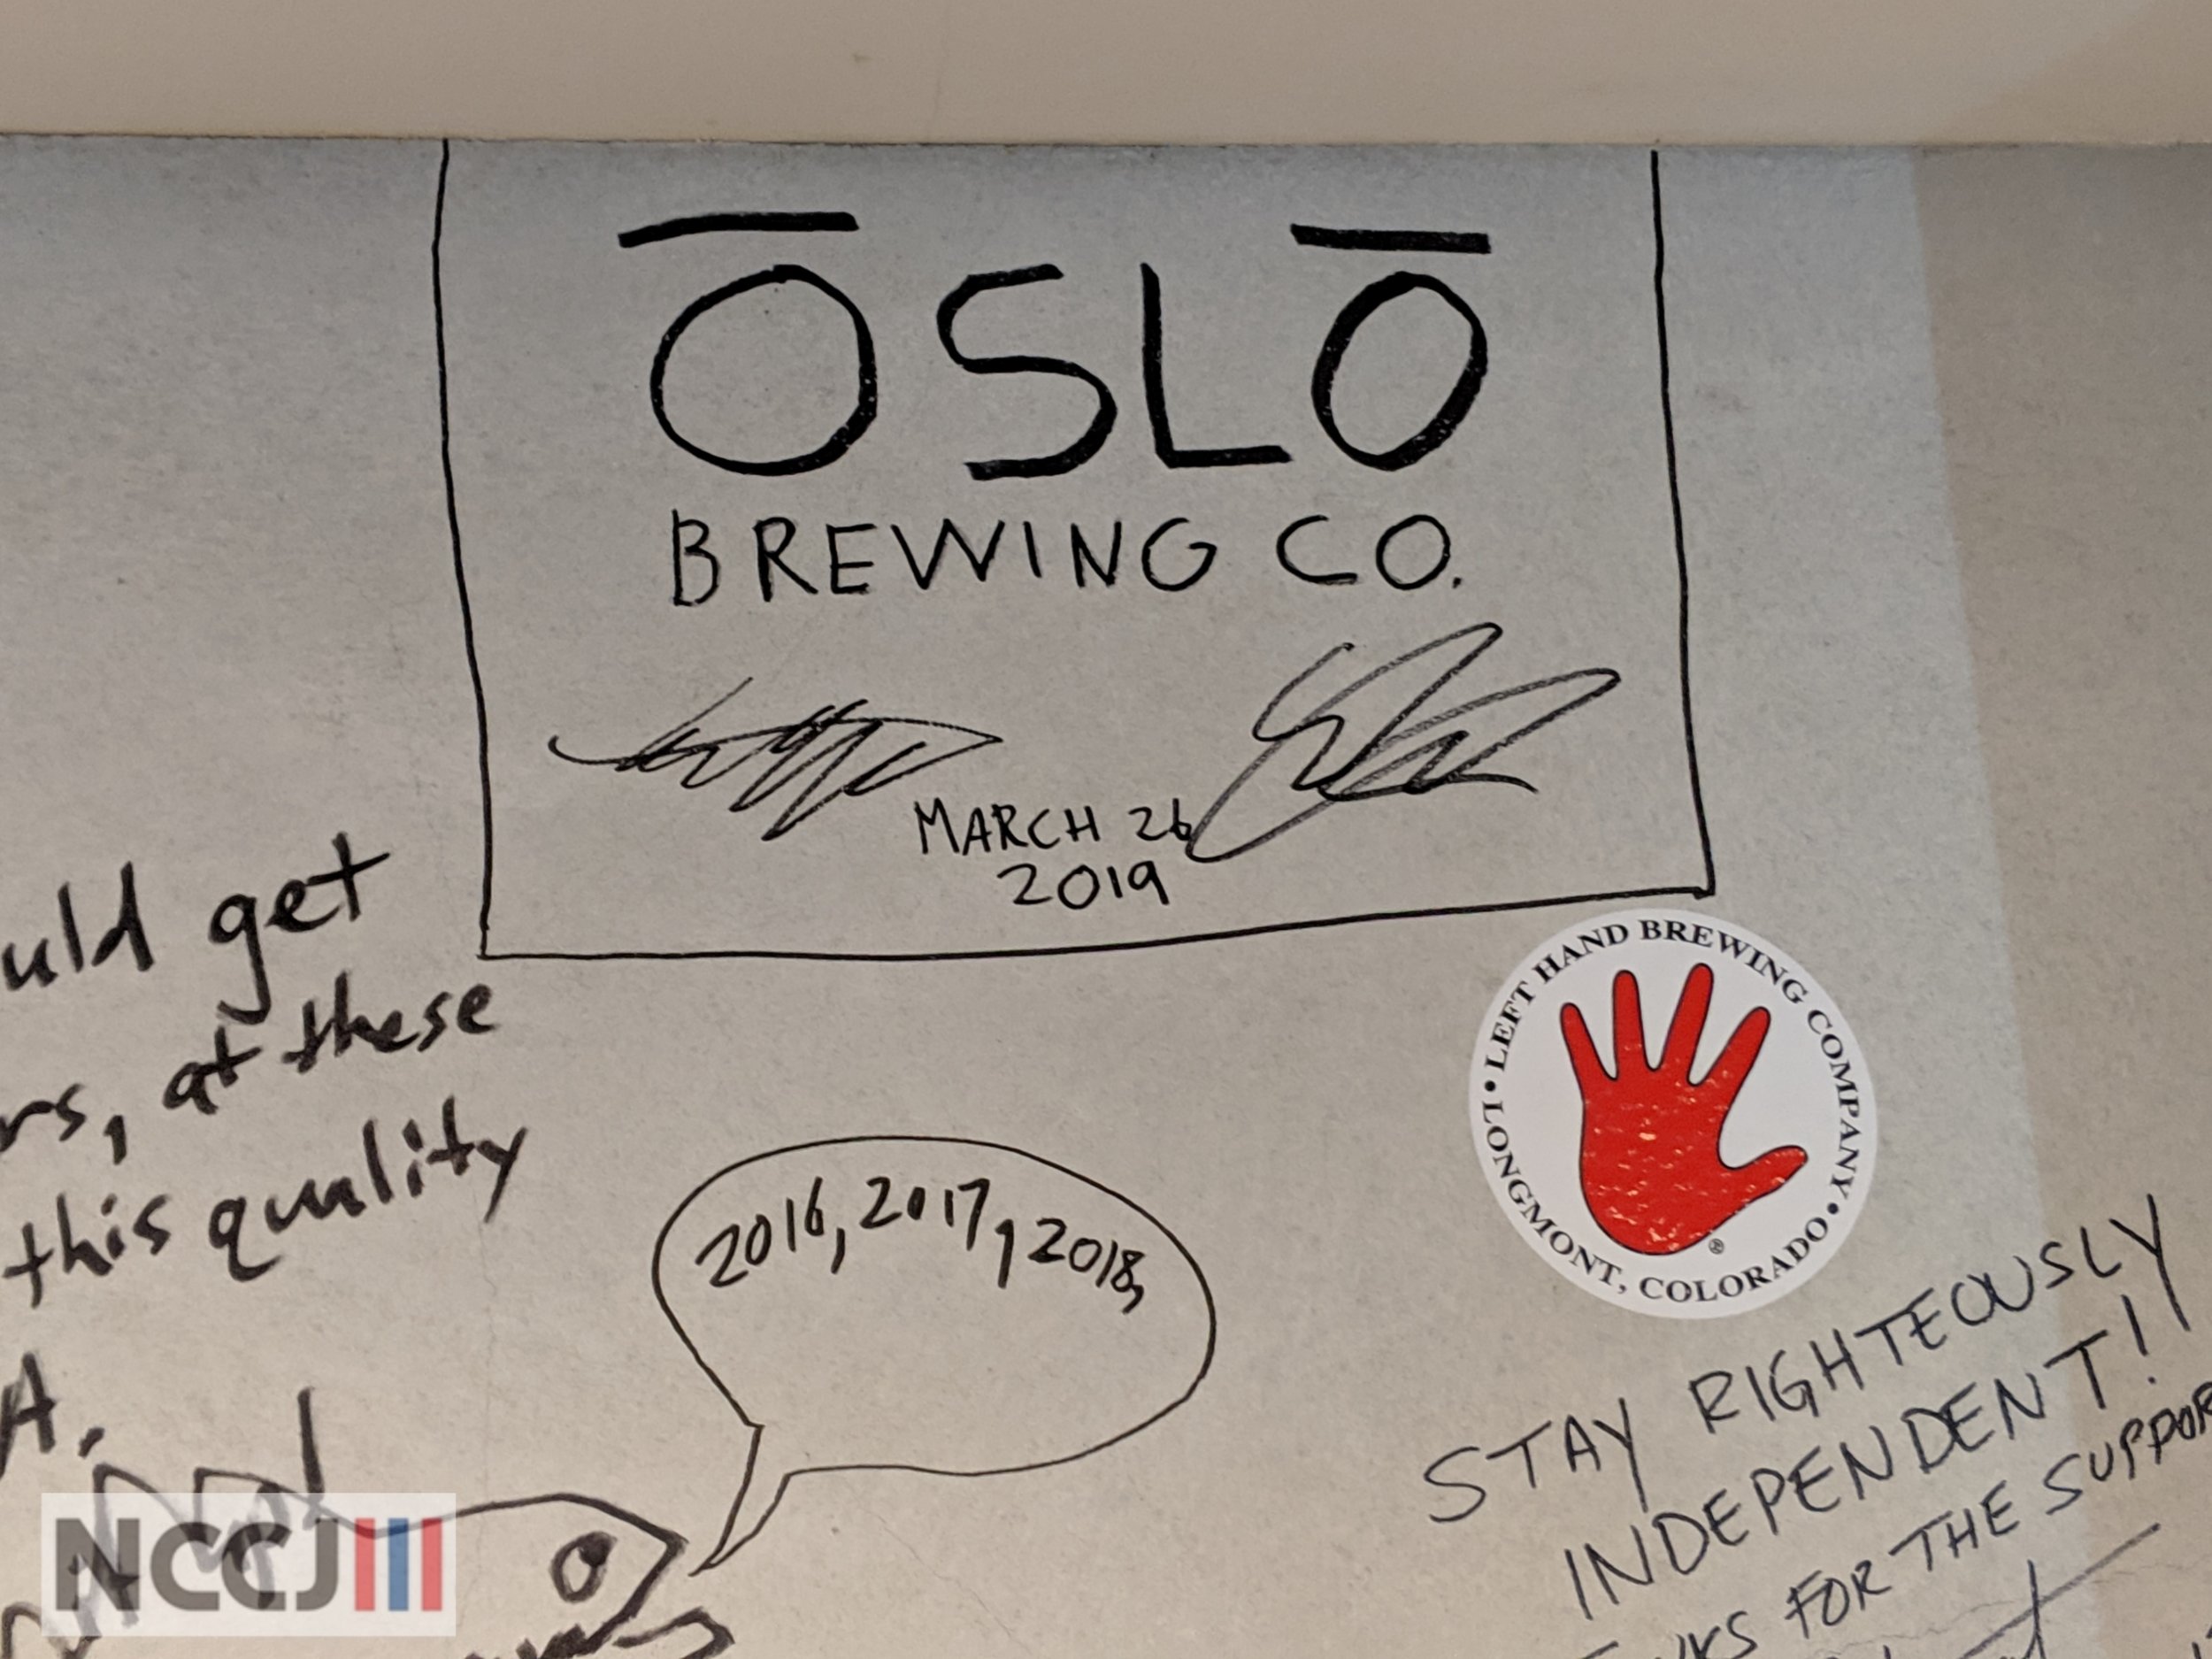 ŌSLŌ
BREWING CO.
MARCH 26
2019
uld get
rs, at these
this quality
A.
2016, 2017, 2018,
• LEFT HAND BREWING COMPANY •
LONGMONT, COLORADO
®
STAY RIGHTEOUSLY
INDEPENDENT!!
FOR THE SUPPOR
NCCJ